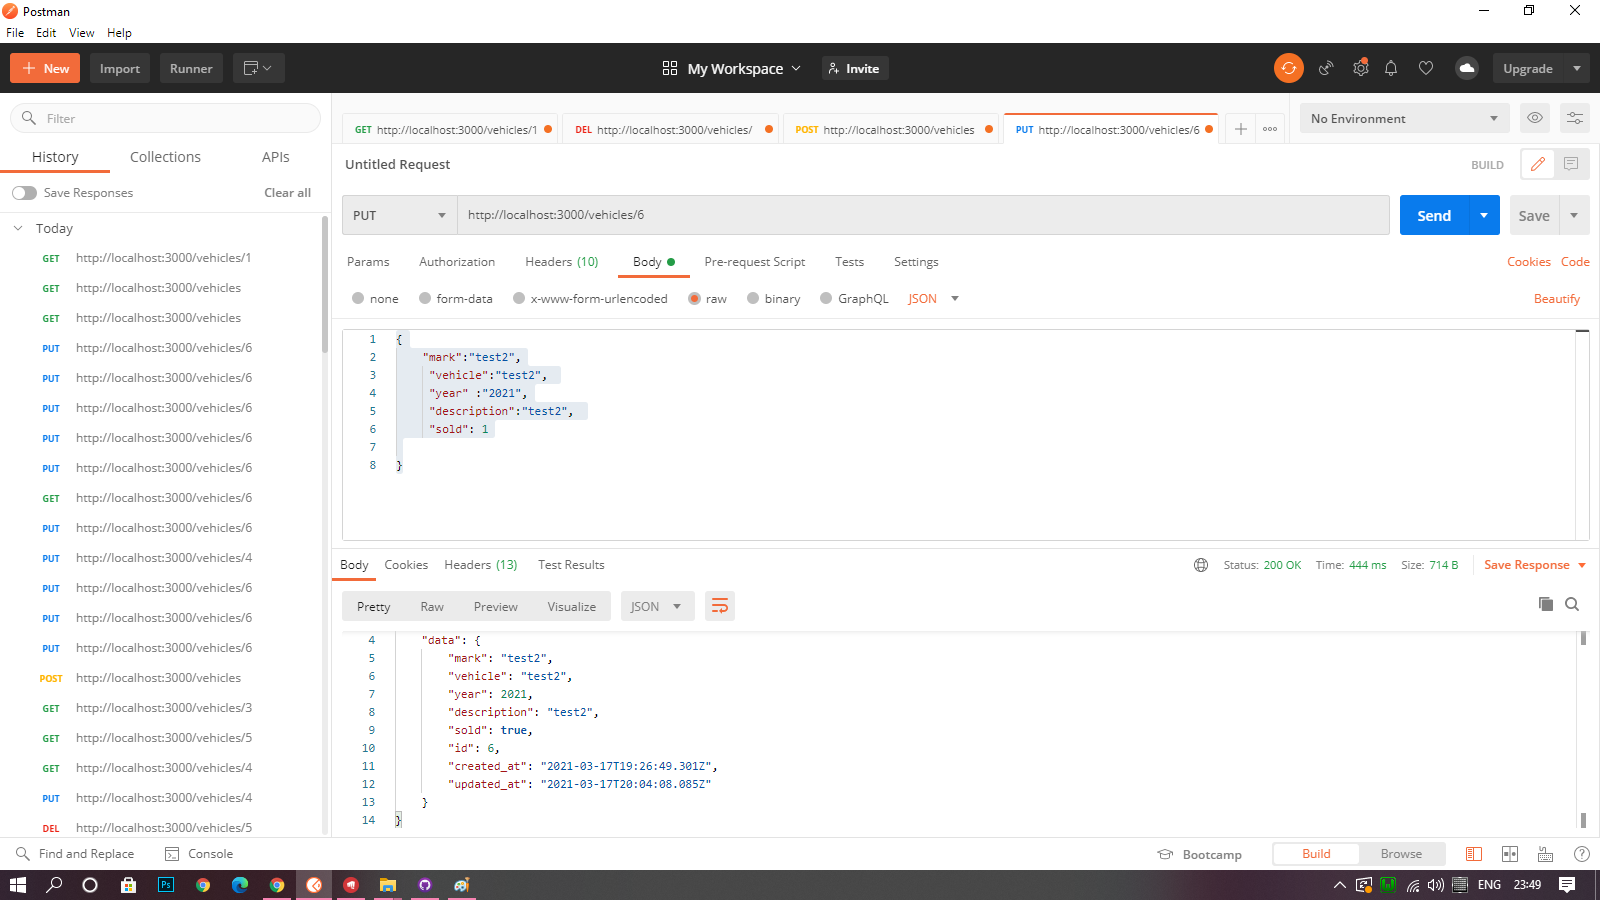 Postman
File Edit View Help
New Import Runner My Workspace Invite Upgrade
Filter
History Collections APIs
Save Responses Clear all
Today
GET http://localhost:3000/vehicles/1
GET http://localhost:3000/vehicles
GET http://localhost:3000/vehicles
PUT http://localhost:3000/vehicles/6
PUT http://localhost:3000/vehicles/6
PUT http://localhost:3000/vehicles/6
PUT http://localhost:3000/vehicles/6
PUT http://localhost:3000/vehicles/6
GET http://localhost:3000/vehicles/6
PUT http://localhost:3000/vehicles/6
PUT http://localhost:3000/vehicles/4
PUT http://localhost:3000/vehicles/6
PUT http://localhost:3000/vehicles/6
PUT http://localhost:3000/vehicles/6
POST http://localhost:3000/vehicles
GET http://localhost:3000/vehicles/3
GET http://localhost:3000/vehicles/5
GET http://localhost:3000/vehicles/4
PUT http://localhost:3000/vehicles/4
DEL http://localhost:3000/vehicles/5
GET http://localhost:3000/vehicles/1 DEL http://localhost:3000/vehicles/ POST http://localhost:3000/vehicles PUT http://localhost:3000/vehicles/6 No Environment
Untitled Request BUILD
PUT http://localhost:3000/vehicles/6 Send Save
Params Authorization Headers (10) Body Pre-request Script Tests Settings Cookies Code
none form-data x-www-form-urlencoded raw binary GraphQL JSON Beautify
1 {
2 "mark":"test2",
3 "vehicle":"test2",
4 "year" :"2021",
5 "description":"test2",
6 "sold": 1
7
8 }
Body Cookies Headers (13) Test Results Status: 200 OK Time: 444 ms Size: 714 B Save Response
Pretty Raw Preview Visualize JSON
4 "data": {
5 "mark": "test2",
6 "vehicle": "test2",
7 "year": 2021,
8 "description": "test2",
9 "sold": true,
10 "id": 6,
11 "created_at": "2021-03-17T19:26:49.301Z",
12 "updated_at": "2021-03-17T20:04:08.085Z"
13 }
14 }
Find and Replace Console Bootcamp Build Browse
Ps ENG 23:49